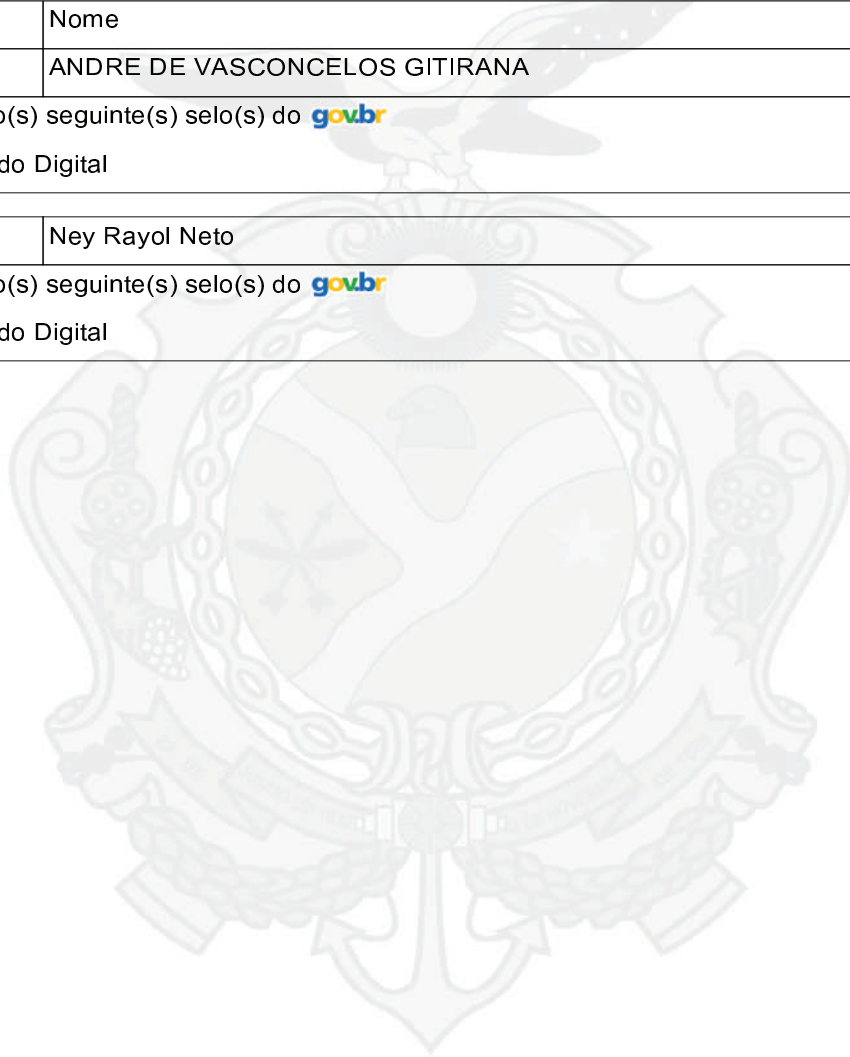 Nome
ANDRE DE VASCONCELOS GITIRANA
o(s) seguinte(s) selo(s) do gov.br
do Digital
Ney Rayol Neto
o(s) seguinte(s) selo(s) do gov.br
do Digital